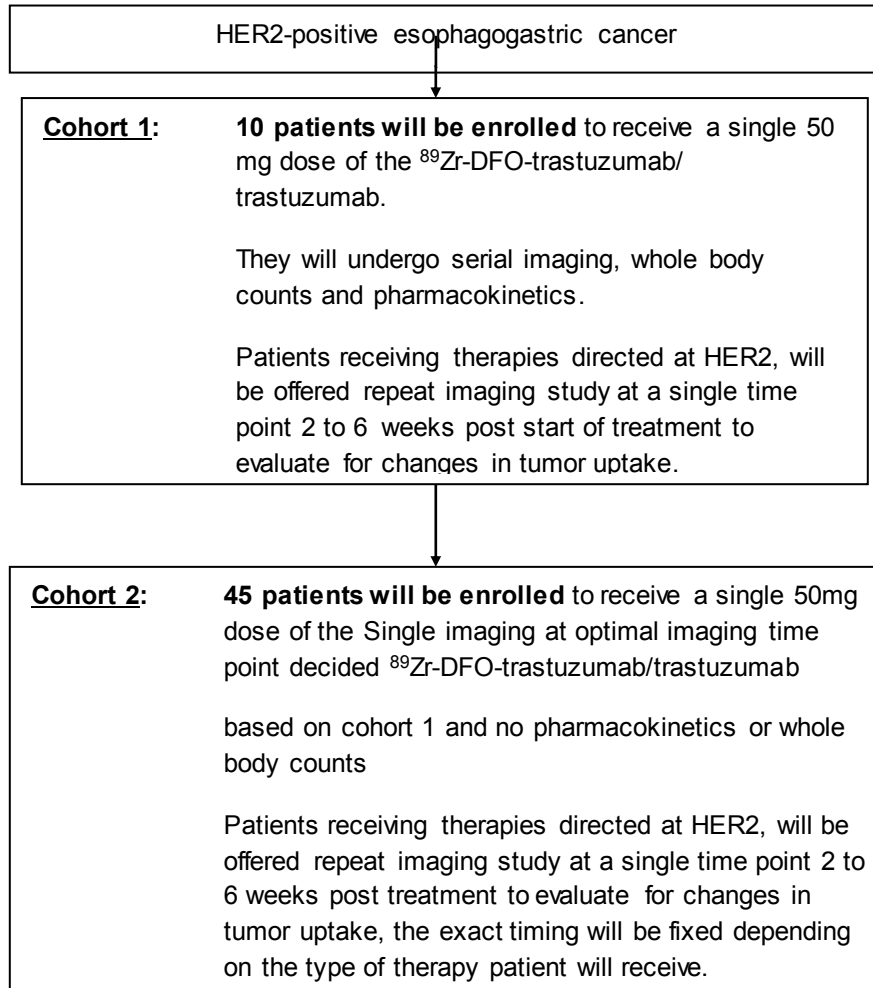 HER2-positive esophagogastric cancer
Cohort 1: 10 patients will be enrolled to receive a single 50
mg dose of the ⁸⁹Zr-DFO-trastuzumab/
trastuzumab.
They will undergo serial imaging, whole body
counts and pharmacokinetics.
Patients receiving therapies directed at HER2, will
be offered repeat imaging study at a single time
point 2 to 6 weeks post start of treatment to
evaluate for changes in tumor uptake.
Cohort 2: 45 patients will be enrolled to receive a single 50mg
dose of the Single imaging at optimal imaging time
point decided ⁸⁹Zr-DFO-trastuzumab/trastuzumab
based on cohort 1 and no pharmacokinetics or whole
body counts
Patients receiving therapies directed at HER2, will be
offered repeat imaging study at a single time point 2 to
6 weeks post treatment to evaluate for changes in
tumor uptake, the exact timing will be fixed depending
on the type of therapy patient will receive.